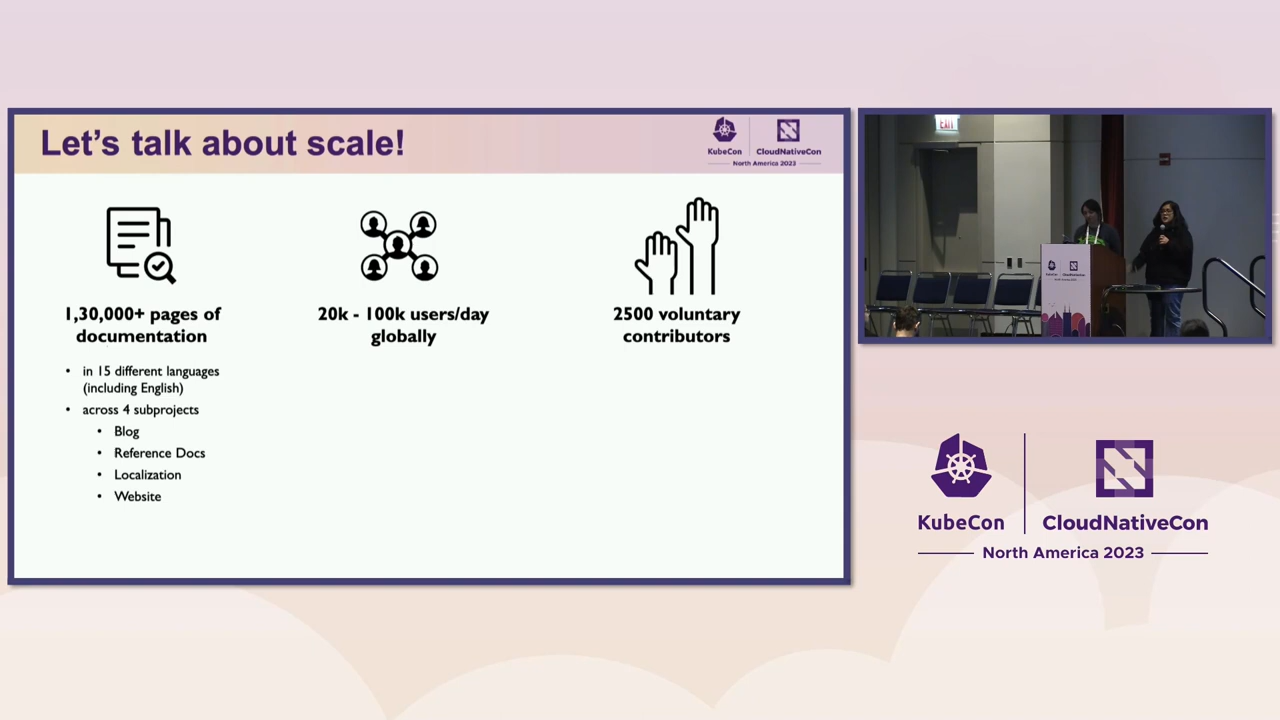 Let's talk about scale!
KubeCon
CloudNativeCon
North America 2023
1,30,000+ pages of
documentation
20k - 100k users/day
globally
2500 voluntary
contributors
• in 15 different languages
(including English)
• across 4 subprojects
• Blog
• Reference Docs
• Localization
• Website
EXIT
KubeCon
CloudNativeCon
North America 2023